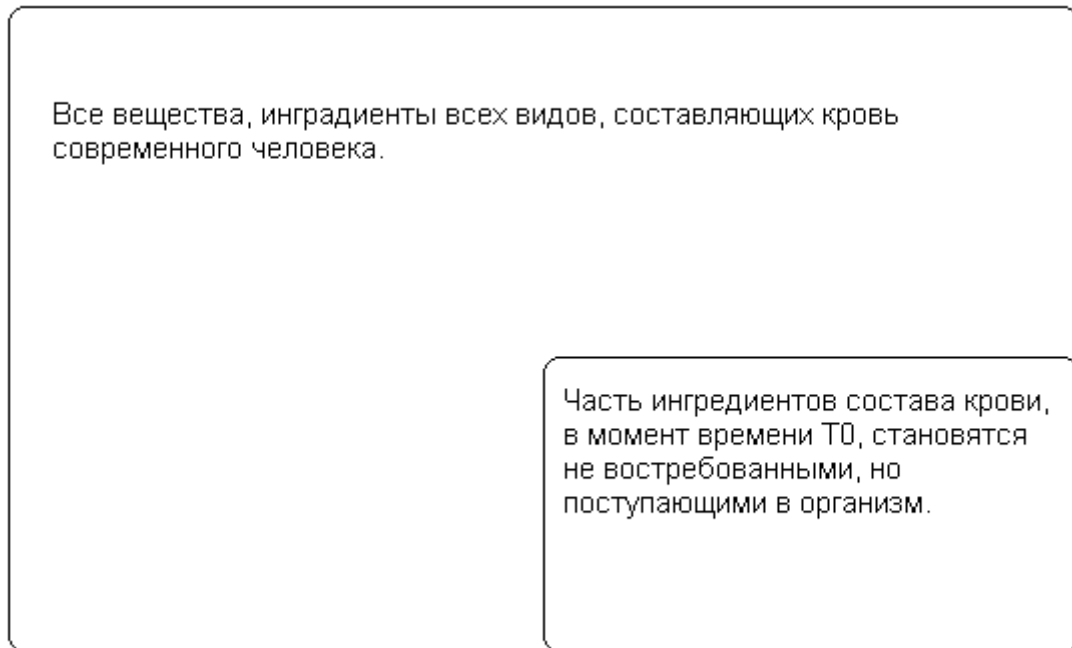 Все вещества, инградиенты всех видов, составляющих кровь
современного человека.
Часть ингредиентов состава крови,
в момент времени Т0, становятся
не востребованными, но
поступающими в организм.